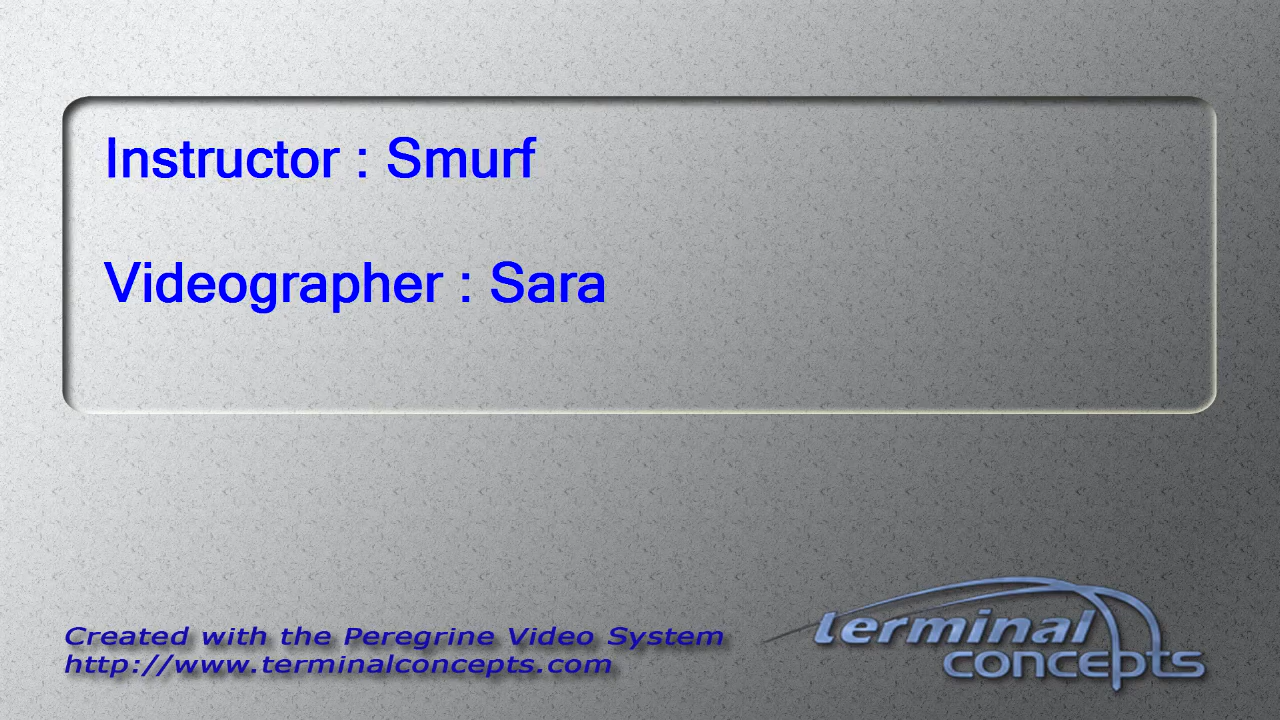 Instructor : Smurf
Videographer : Sara
Created with the Peregrine Video System
http://www.terminalconcepts.com
terminal
concepts